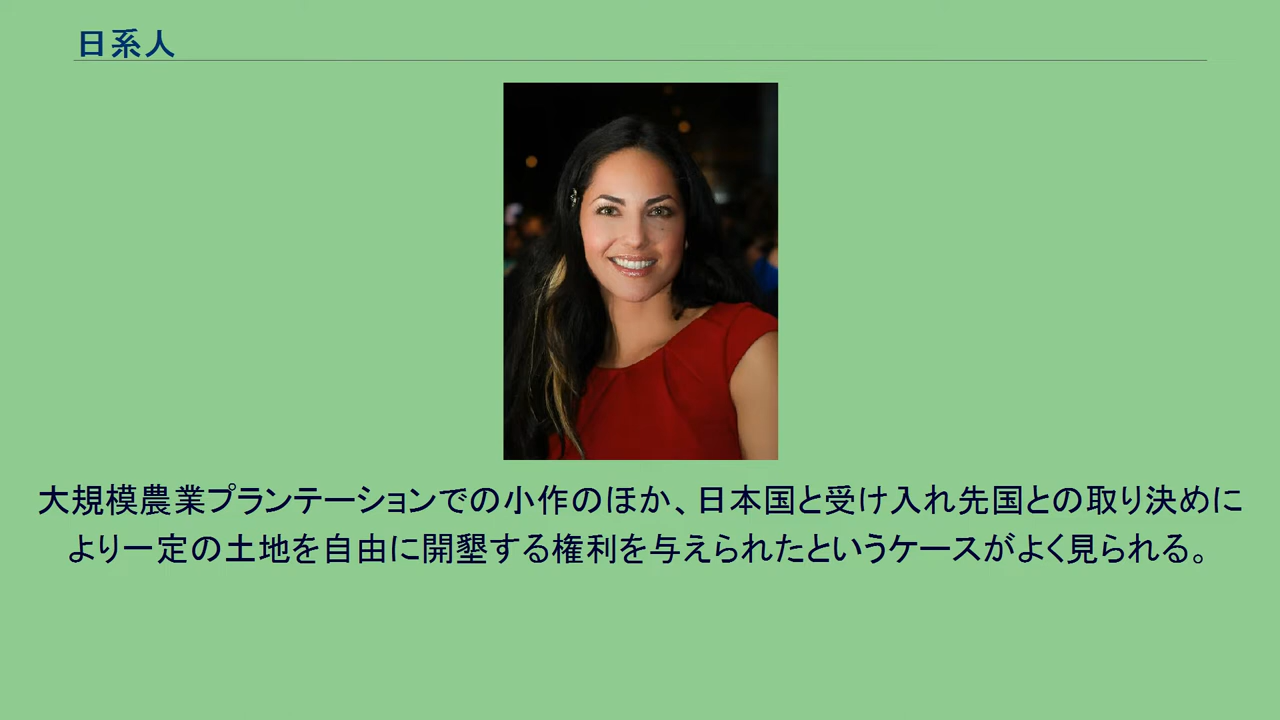 日系人
大規模農業プランテーションでの小作のほか、日本国と受け入れ先国との取り決めに
より一定の土地を自由に開墾する権利を与えられたというケースがよく見られる。